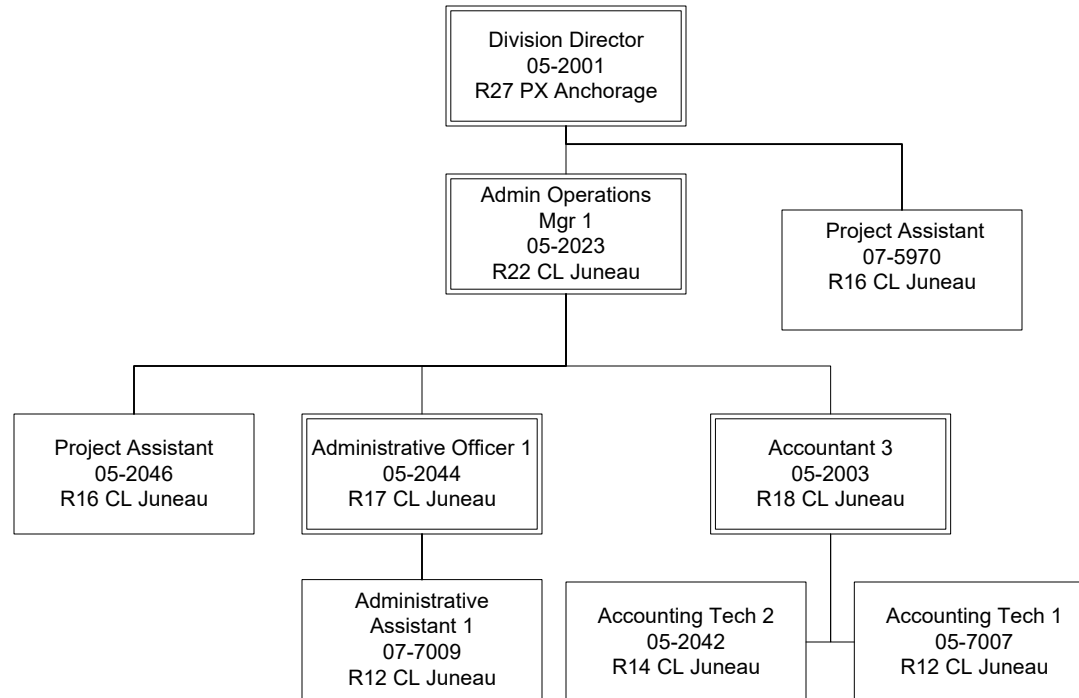 Division Director
05-2001
R27 PX Anchorage
Admin Operations
Mgr 1
05-2023
R22 CL Juneau
Project Assistant
07-5970
R16 CL Juneau
Project Assistant
05-2046
R16 CL Juneau
Administrative Officer 1
05-2044
R17 CL Juneau
Accountant 3
05-2003
R18 CL Juneau
Administrative
Assistant 1
07-7009
R12 CL Juneau
Accounting Tech 2
05-2042
R14 CL Juneau
Accounting Tech 1
05-7007
R12 CL Juneau